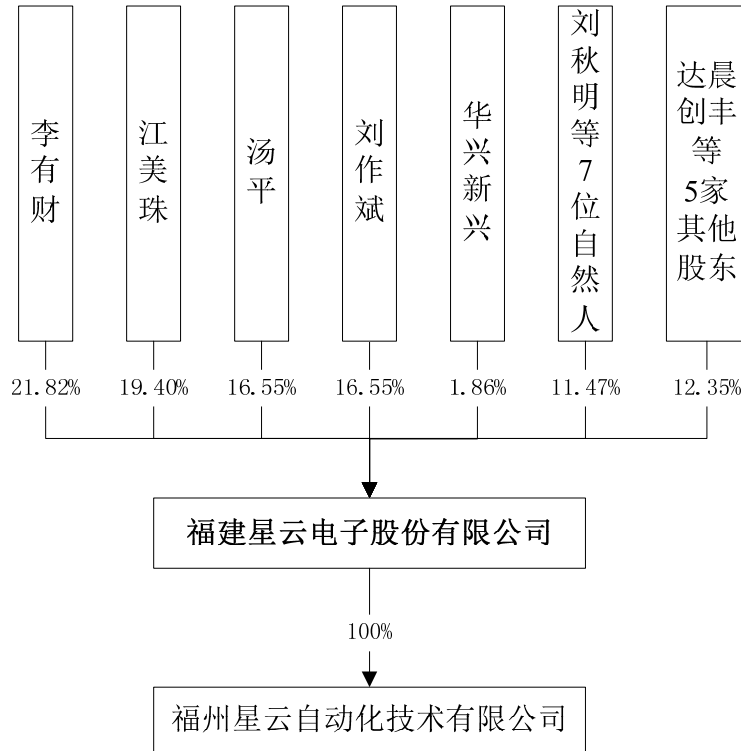 李有财
江美珠
汤平
刘作斌
华兴新兴
刘秋明等7位自然人
达晨
创丰
等
5家
其他
股东
21.82%
19.40%
16.55%
16.55%
1.86%
11.47%
12.35%
福建星云电子股份有限公司
100%
福州星云自动化技术有限公司